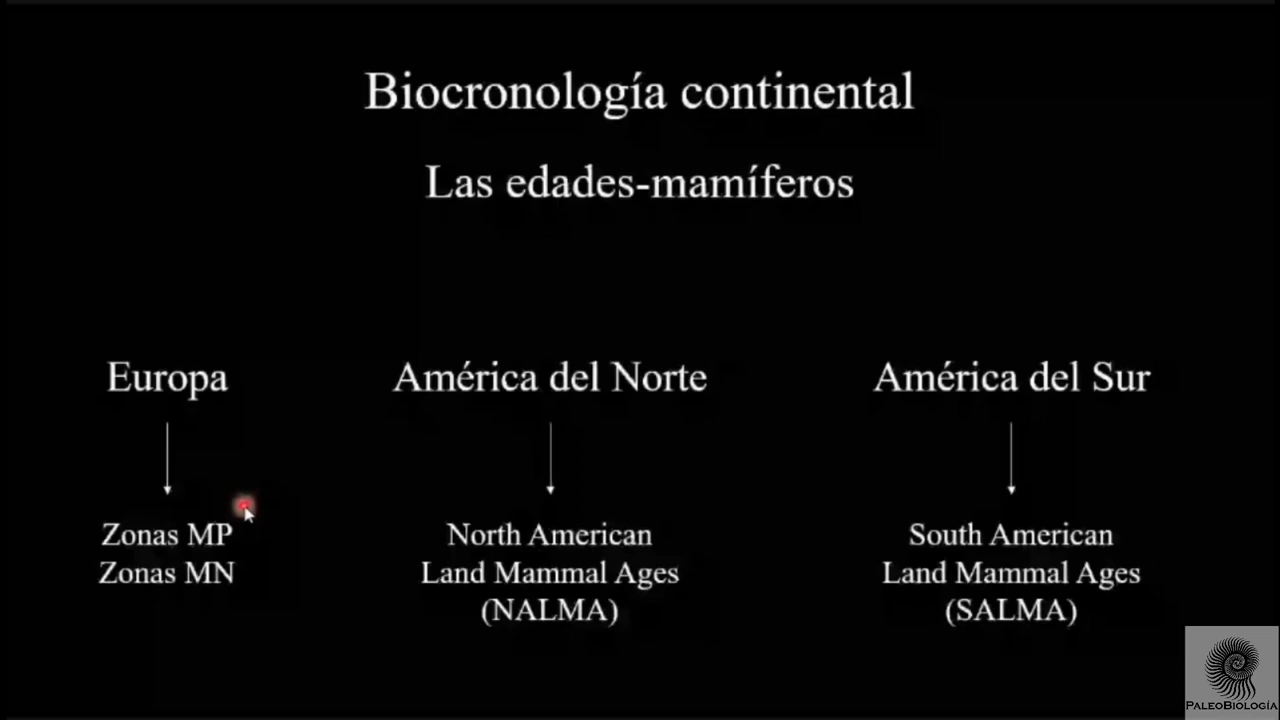 Biocronología continental
Las edades-mamíferos
Europa
América del Norte
América del Sur
Zonas MP
Zonas MN
North American
Land Mammal Ages
(NALMA)
South American
Land Mammal Ages
(SALMA)
PALEOBIOLOGÍA